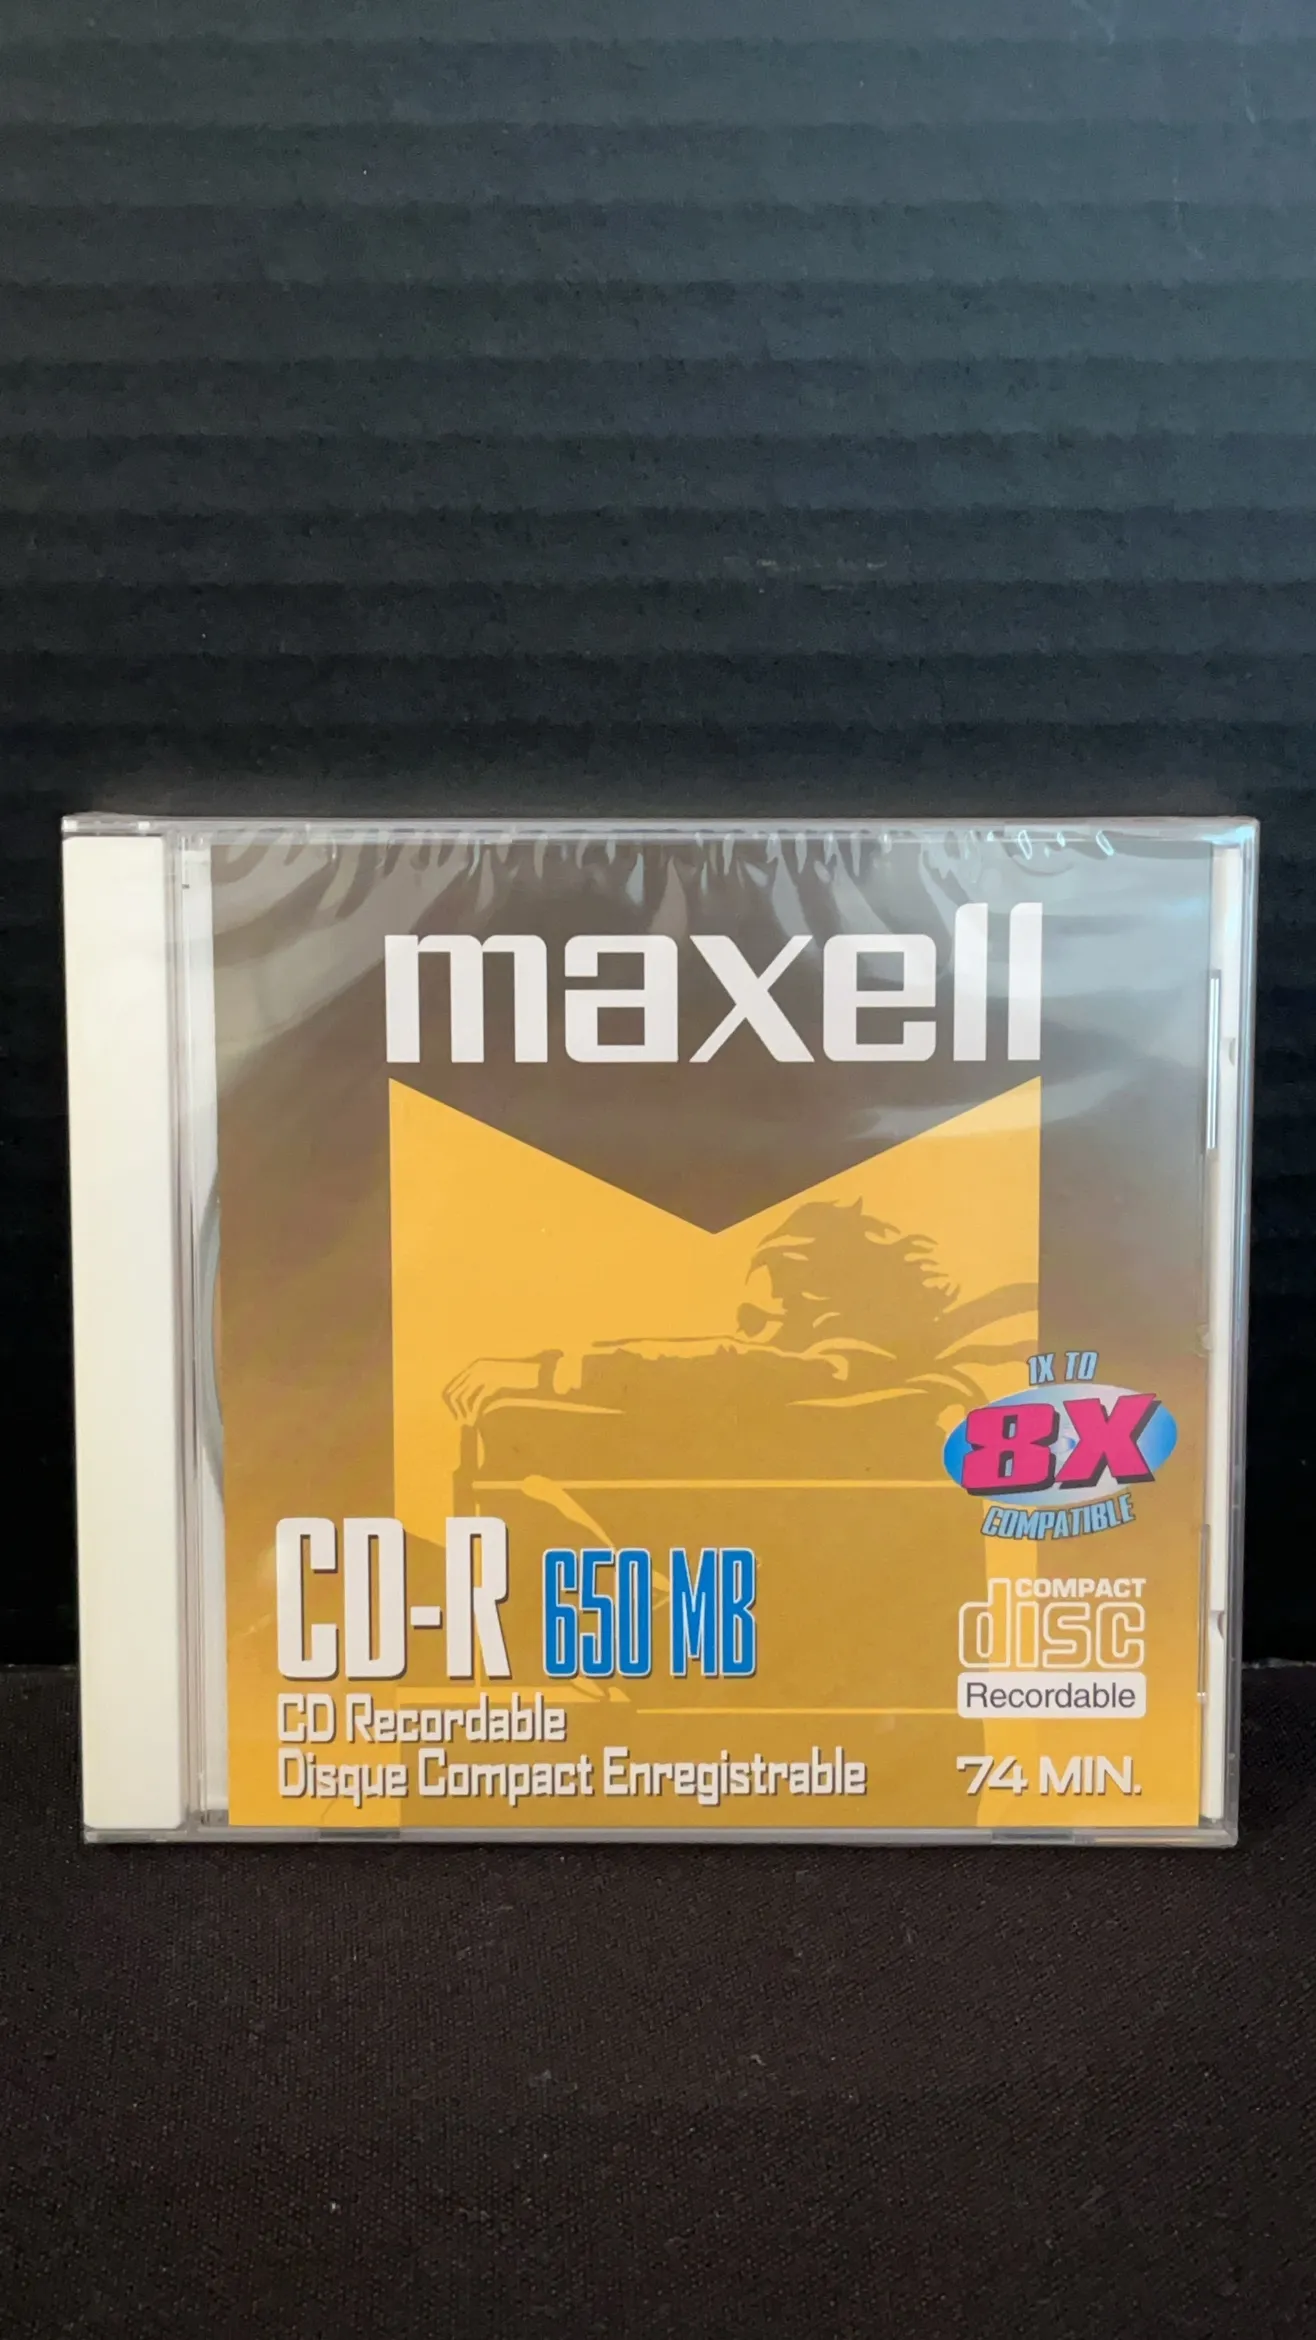 maxell
1X TO
8X
COMPATIBLE
CD-R 650 MB
CD Recordable
Disque Compact Enregistrable
COMPACT
disc
Recordable
74 MIN.